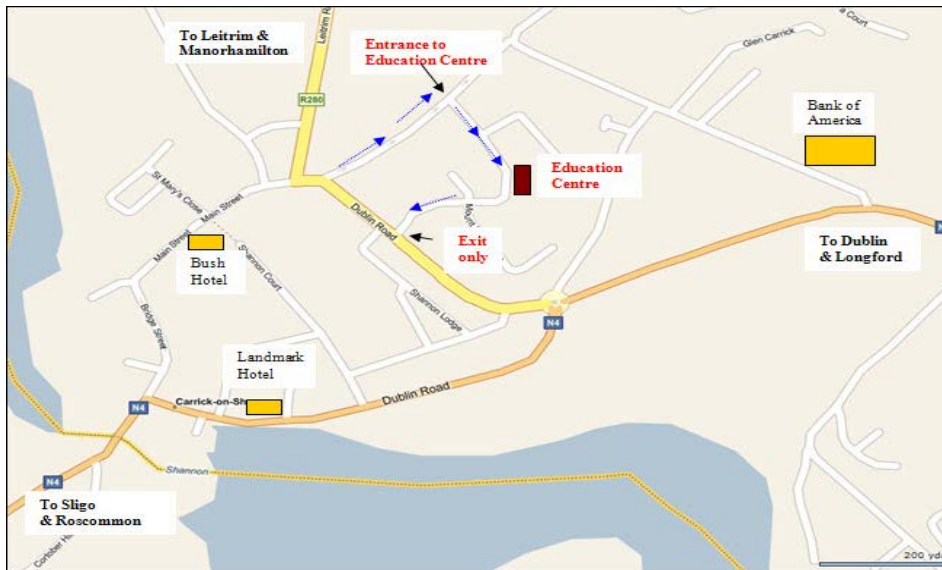 To Leitrim &
Manorhamilton
Leitrim
Entrance to
Education Centre
Court
Glen Carrick
R280
Bank of
America
Education
Centre
St Mary's Close
Main Street
Main Street
Dublin Road
Mount
Exit
only
To Dublin
& Longford
Bush
Hotel
Shannon Court
Shannon Lodge
Bridge Street
N4
Landmark
Hotel
Dublin Road
N4
Carrick-on-Sh
Shannon
N4
To Sligo
& Roscommon
Cortober
200 yds